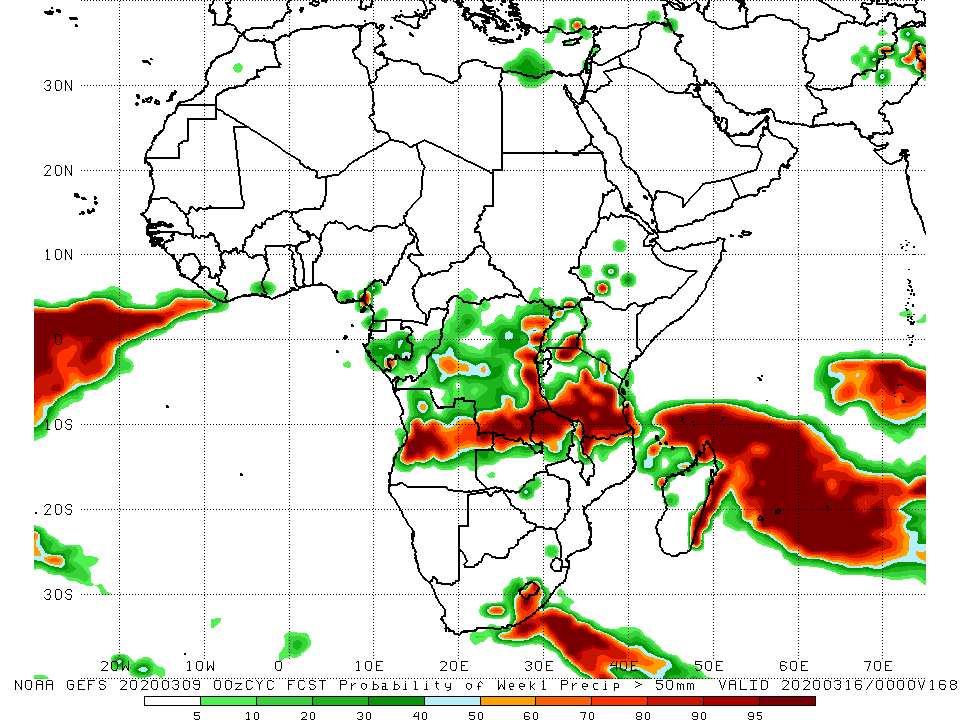 30N
20N
10N
0
10S
20S
30S
20W 10W 0 10E 20E 30E 40E 50E 60E 70E
NOAA GEFS 20200309 00zCYC FCST Probability of Week1 Precip > 50mm VALID 20200316/0000V168
5 10 20 30 40 50 60 70 80 90 95